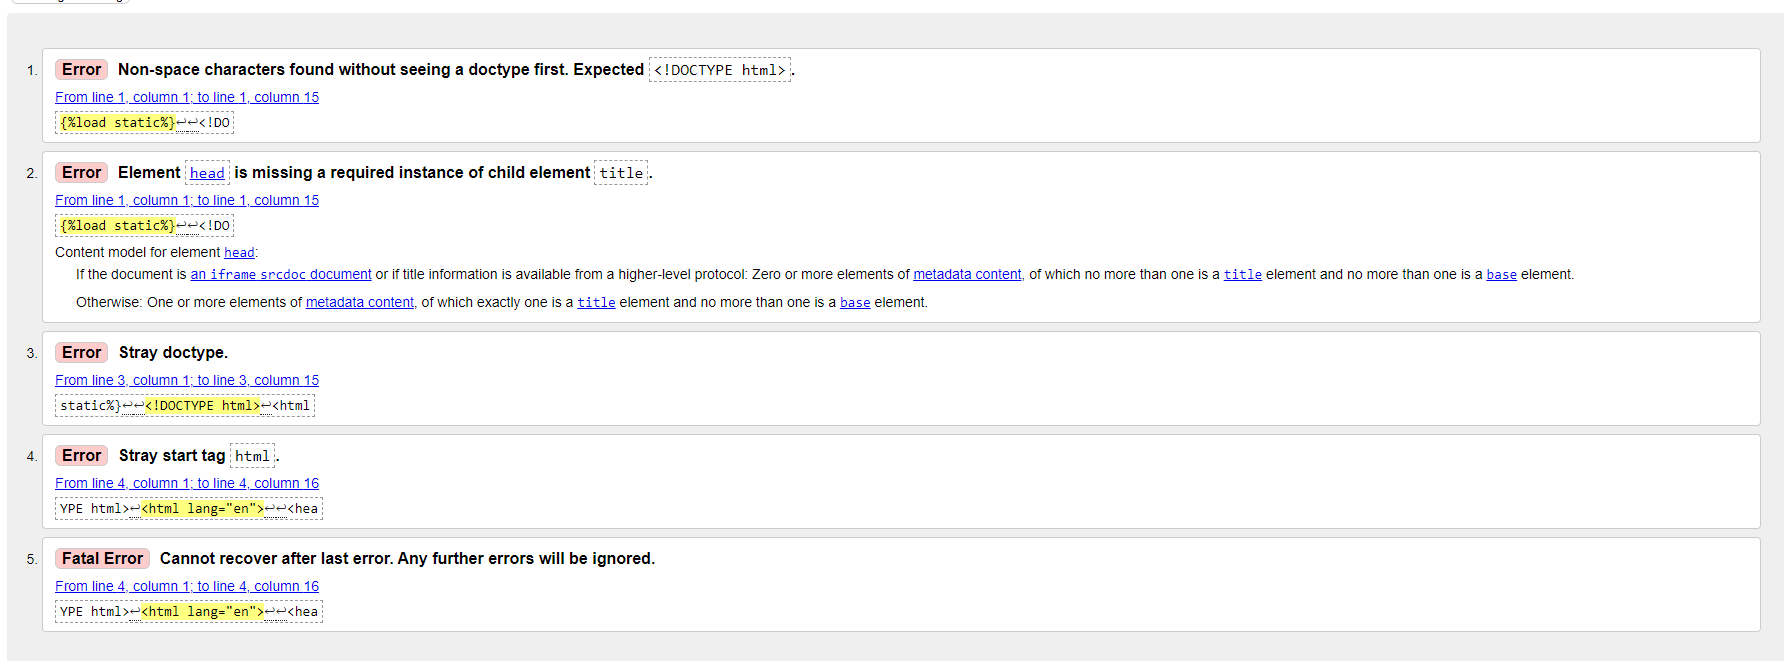 1. Error Non-space characters found without seeing a doctype first. Expected <!DOCTYPE html>.
From line 1, column 1; to line 1, column 15
{%load static%}↩↩<!DO
2. Error Element head is missing a required instance of child element title.
From line 1, column 1; to line 1, column 15
{%load static%}↩↩<!DO
Content model for element head:
If the document is an iframe srcdoc document or if title information is available from a higher-level protocol: Zero or more elements of metadata content, of which no more than one is a title element and no more than one is a base element.
Otherwise: One or more elements of metadata content, of which exactly one is a title element and no more than one is a base element.
3. Error Stray doctype.
From line 3, column 1; to line 3, column 15
static%}↩↩<!DOCTYPE html>↩<html
4. Error Stray start tag html.
From line 4, column 1; to line 4, column 16
YPE html>↩<html lang="en">↩↩<hea
5. Fatal Error Cannot recover after last error. Any further errors will be ignored.
From line 4, column 1; to line 4, column 16
YPE html>↩<html lang="en">↩↩<hea